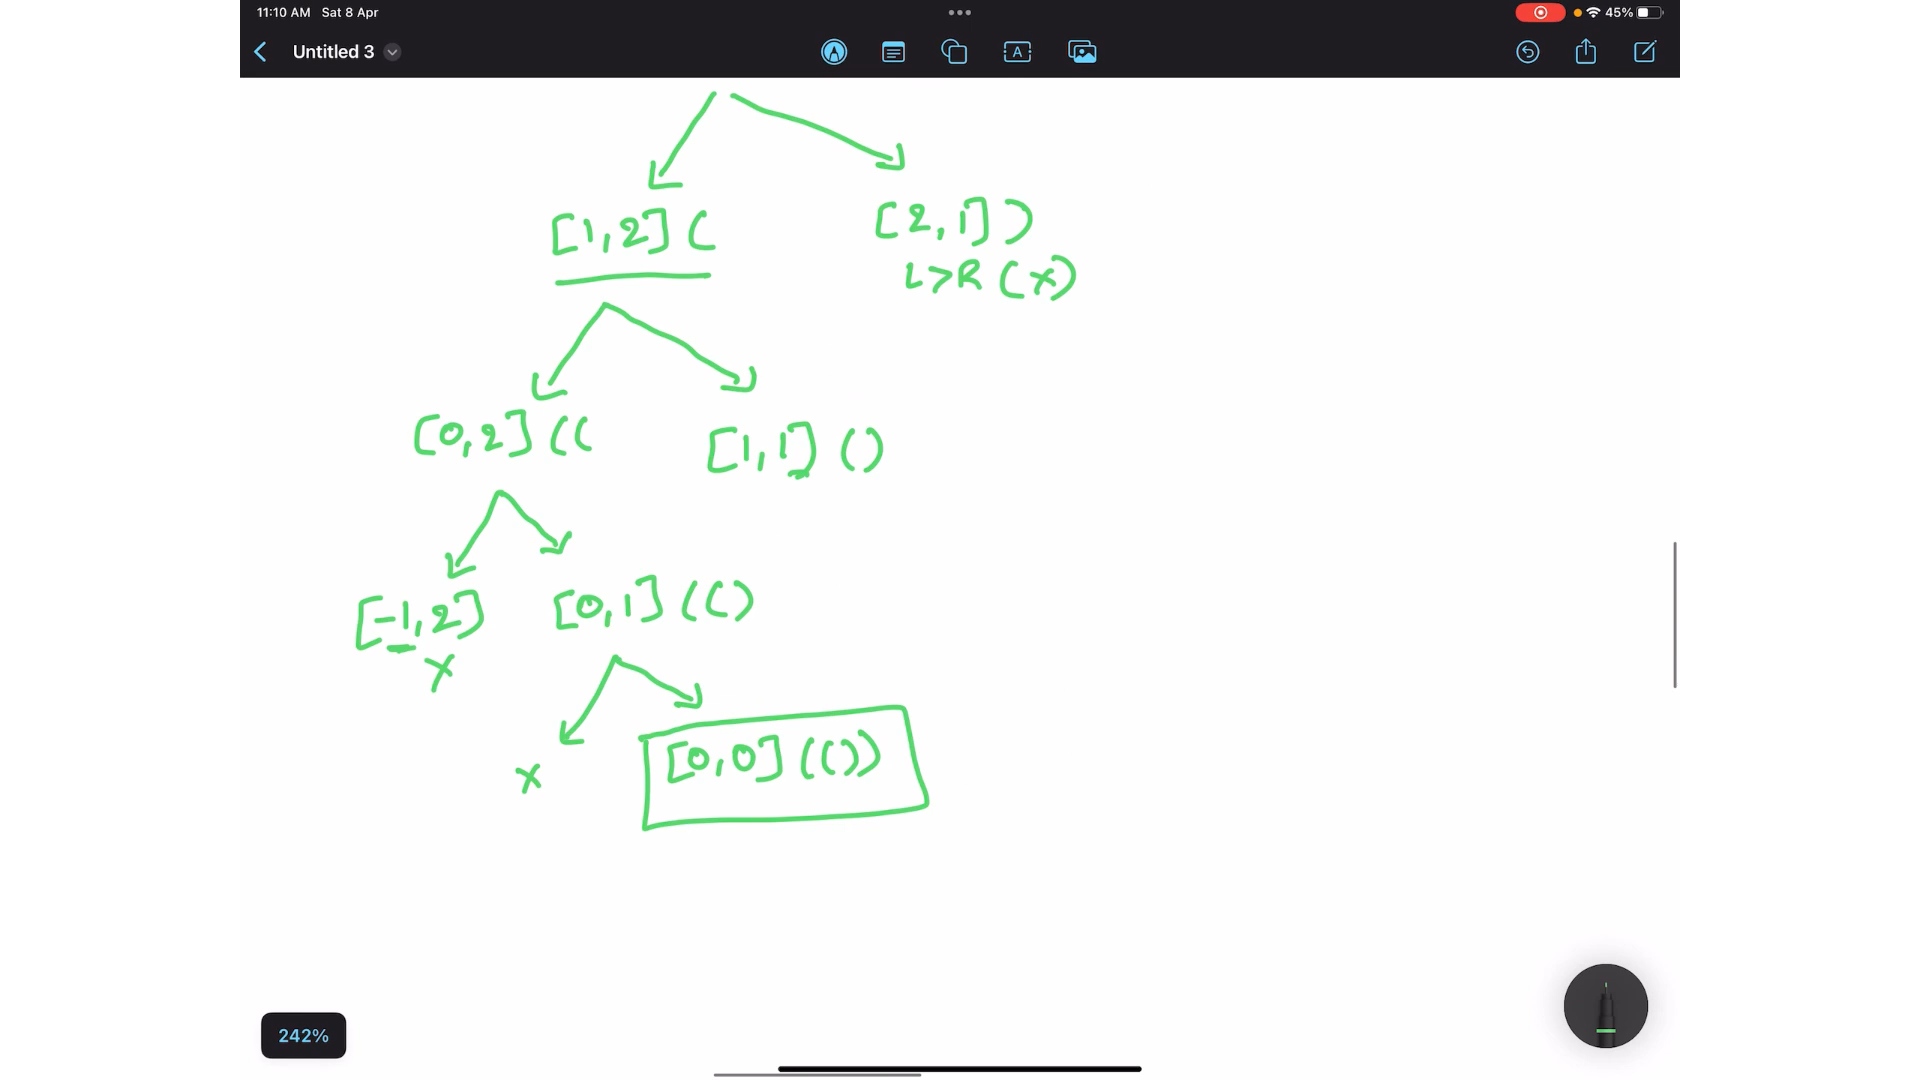 11:10 AM Sat 8 Apr
45%
Untitled 3
A
[1,2] (
[2,1] )
L>R (x)
[0,2] ((
[1,1] ()
[-1,2]
x
[0,1] (()
x
[0,0] (())
242%